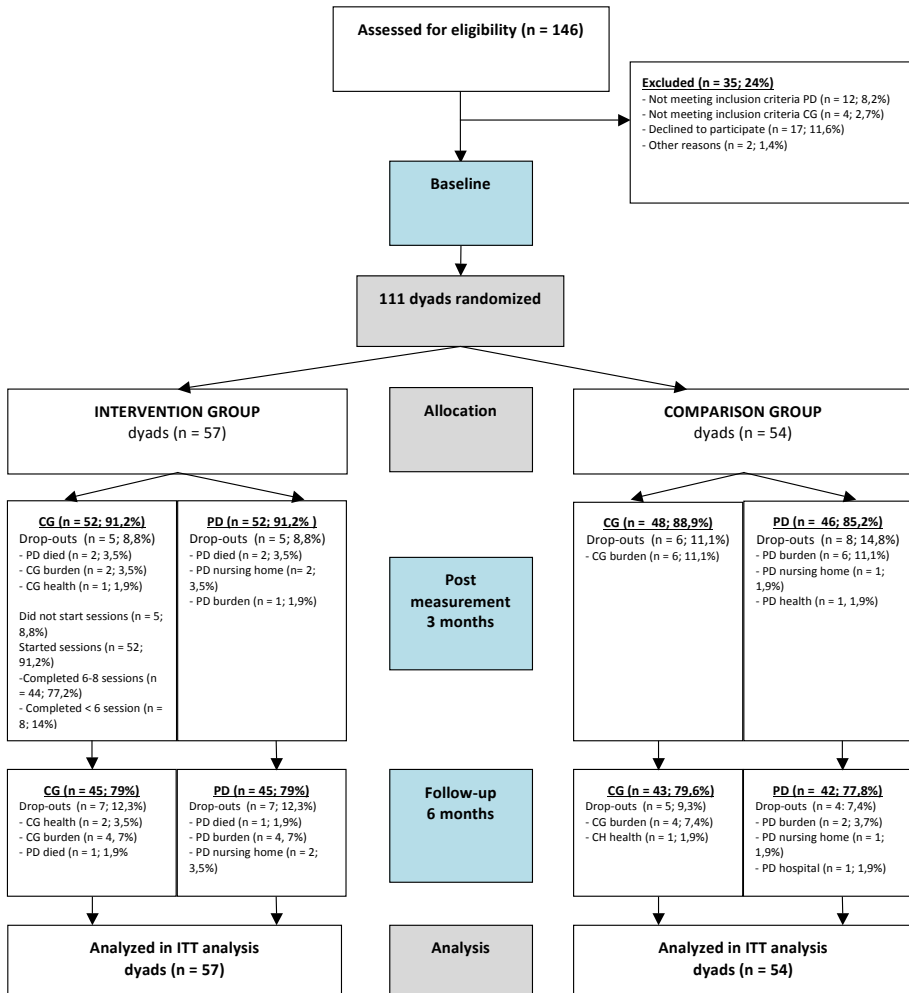 Assessed for eligibility (n = 146)
Excluded (n = 35; 24%)
- Not meeting inclusion criteria PD (n = 12; 8,2%)
- Not meeting inclusion criteria CG (n = 4; 2,7%)
- Declined to participate (n = 17; 11,6%)
- Other reasons (n = 2; 1,4%)
Baseline
111 dyads randomized
INTERVENTION GROUP
dyads (n = 57)
Allocation
COMPARISON GROUP
dyads (n = 54)
CG (n = 52; 91,2%)
Drop-outs (n = 5; 8,8%)
- PD died (n = 2; 3,5%)
- CG burden (n = 2; 3,5%)
- CG health (n = 1; 1,9%)
Did not start sessions (n = 5;
8,8%)
Started sessions (n = 52;
91,2%)
-Completed 6-8 sessions (n
= 44; 77,2%)
- Completed < 6 session (n =
8; 14%)
PD (n = 52; 91,2% )
Drop-outs (n = 5; 8,8%)
- PD died (n = 2; 3,5%)
- PD nursing home (n= 2;
3,5%)
- PD burden (n = 1; 1,9%)
Post
measurement
3 months
CG (n = 48; 88,9%)
Drop-outs (n = 6; 11,1%)
- CG burden (n = 6; 11,1%)
PD (n = 46; 85,2%)
Drop-outs (n = 8; 14,8%)
- PD burden (n = 6; 11,1%)
- PD nursing home (n = 1;
1,9%)
- PD health (n = 1, 1,9%)
CG (n = 45; 79%)
Drop-outs (n = 7; 12,3%)
- CG health (n = 2; 3,5%)
- CG burden (n = 4, 7%)
- PD died (n = 1; 1,9%
PD (n = 45; 79%)
Drop-outs (n = 7; 12,3%)
- PD died (n = 1; 1,9%)
- PD burden (n = 4, 7%)
- PD nursing home (n = 2;
3,5%)
Follow-up
6 months
CG (n = 43; 79,6%)
Drop-outs (n = 5; 9,3%)
- CG burden (n = 4; 7,4%)
- CH health (n = 1; 1,9%)
PD (n = 42; 77,8%)
Drop-outs (n = 4: 7,4%)
- PD burden (n = 2; 3,7%)
- PD nursing home (n = 1;
1,9%)
- PD hospital (n = 1; 1,9%)
Analyzed in ITT analysis
dyads (n = 57)
Analysis
Analyzed in ITT analysis
dyads (n = 54)